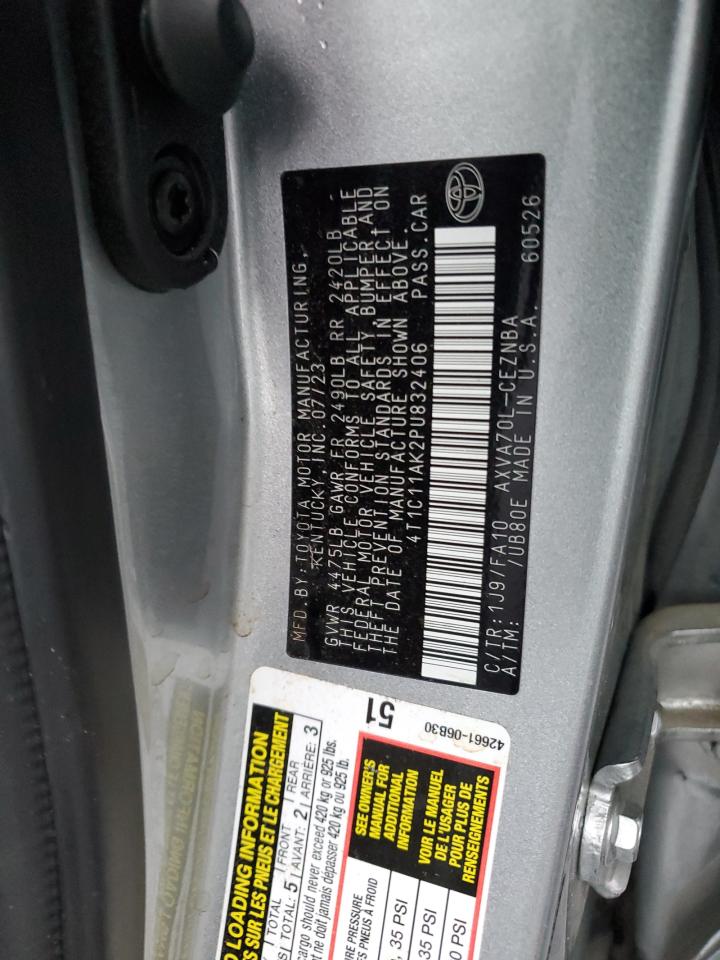 MFD. BY: TOYOTA MOTOR MANUFACTURING,
KENTUCKY, INC 07/23
GVWR 4475LB GAWR FR 2490LB RR 2420LB
THIS VEHICLE CONFORMS TO ALL APPLICABLE
FEDERAL MOTOR VEHICLE SAFETY, BUMPER, AND
THEFT PREVENTION STANDARDS IN EFFECT ON
THE DATE OF MANUFACTURE SHOWN ABOVE.
4T1C11AK2PU832406 PASS. CAR
C/TR: 1J9/FA10 AXVA70L-CEZNBA
A/TM: /UB80E MADE IN U.S.A. 60526
LOADING INFORMATION
SUR LES PNEUS ET LE CHARGEMENT
TOTAL: 5
FRONT
AVANT: 2
REAR
ARRIÈRE: 3
cargo should never exceed 420 kg or 925 lbs.
ne doit jamais dépasser 420 kg ou 925 lb.
PRESSURE
PNEUS À FROID
35 PSI
35 PSI
PSI
SEE OWNER'S
MANUAL FOR
ADDITIONAL
INFORMATION
VOIR LE MANUEL
DE L'USAGER
POUR PLUS DE
RENSEIGNEMENTS
51
42661-06B30